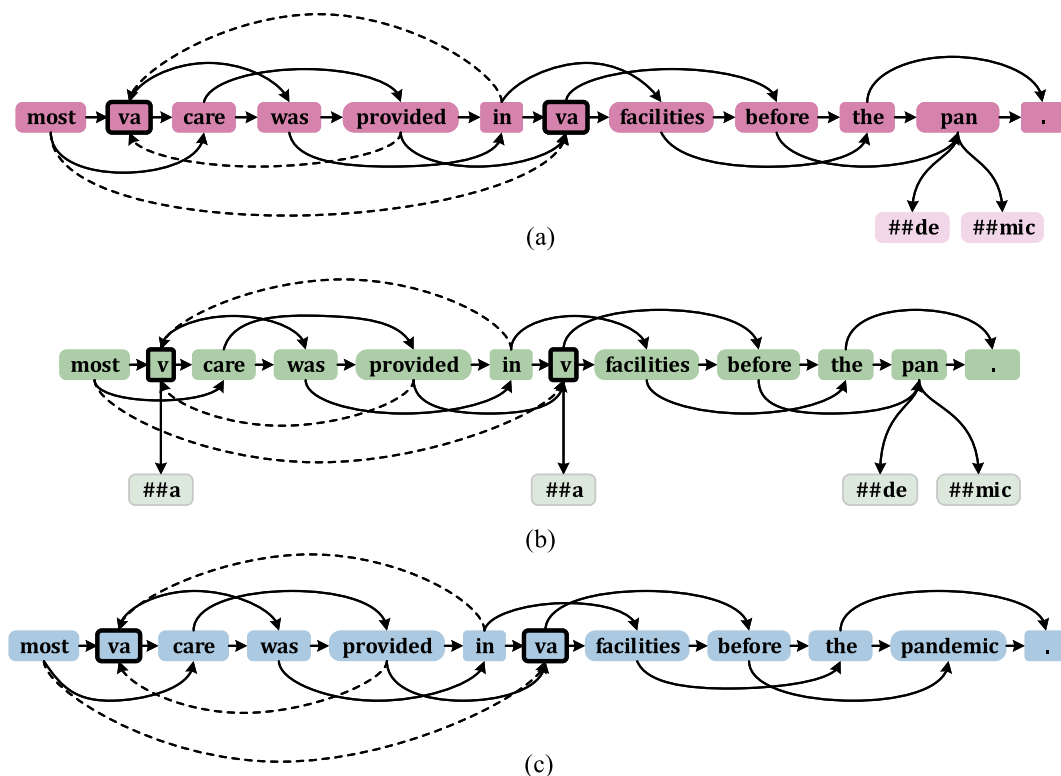 most va care was provided in va facilities before the pan .
##de ##mic
(a)
most v care was provided in v facilities before the pan .
##a ##a ##de ##mic
(b)
most va care was provided in va facilities before the pandemic .
(c)